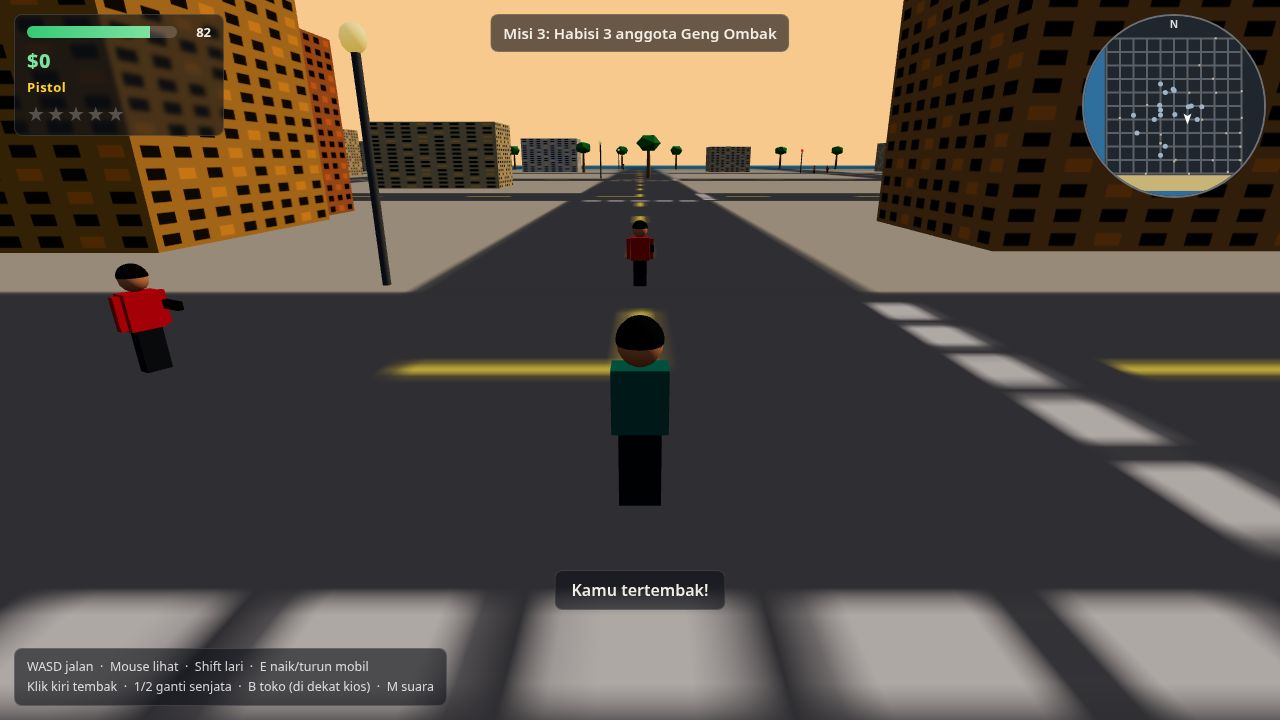 82
$0
Pistol
★★★★★
Misi 3: Habisi 3 anggota Geng Ombak
N
Kamu tertembak!
WASD jalan · Mouse lihat · Shift lari · E naik/turun mobil
Klik kiri tembak · 1/2 ganti senjata · B toko (di dekat kios) · M suara